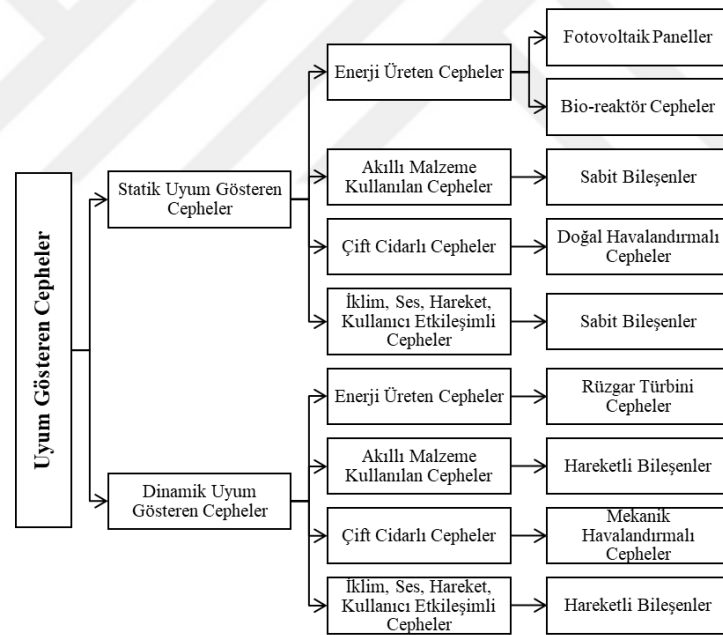 Uyum Gösteren Cepheler
Statik Uyum Gösteren
Cepheler
Enerji Üreten Cepheler
Fotovoltaik Paneller
Bio-reaktör Cepheler
Akıllı Malzeme
Kullanılan Cepheler
Sabit Bileşenler
Çift Cidarlı Cepheler
Doğal Havalandırmalı
Cepheler
İklim, Ses, Hareket,
Kullanıcı Etkileşimli
Cepheler
Sabit Bileşenler
Dinamik Uyum
Gösteren Cepheler
Enerji Üreten Cepheler
Rüzgar Türbini
Cepheler
Akıllı Malzeme
Kullanılan Cepheler
Hareketli Bileşenler
Çift Cidarlı Cepheler
Mekanik
Havalandırmalı
Cepheler
İklim, Ses, Hareket,
Kullanıcı Etkileşimli
Cepheler
Hareketli Bileşenler